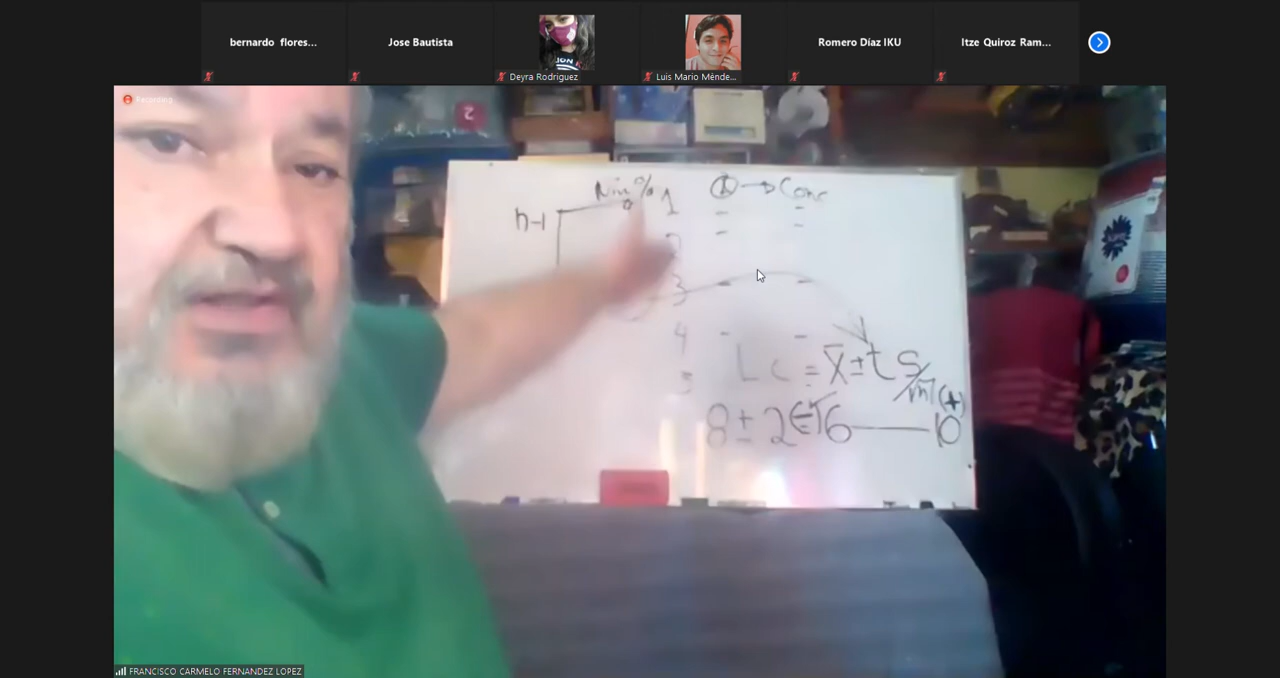 bernardo flores...
Jose Bautista
Deyra Rodriguez
Luis Mario Ménde...
Romero Díaz IKU
Itze Quiroz Ram...
Recording
Niv % 1 A → Conc
n-1
2
3
4
5
Lc = X̄ ± t s/√n
8 ± 2 (-) 6 — 10 (+)
FRANCISCO CARMELO FERNANDEZ LOPEZ